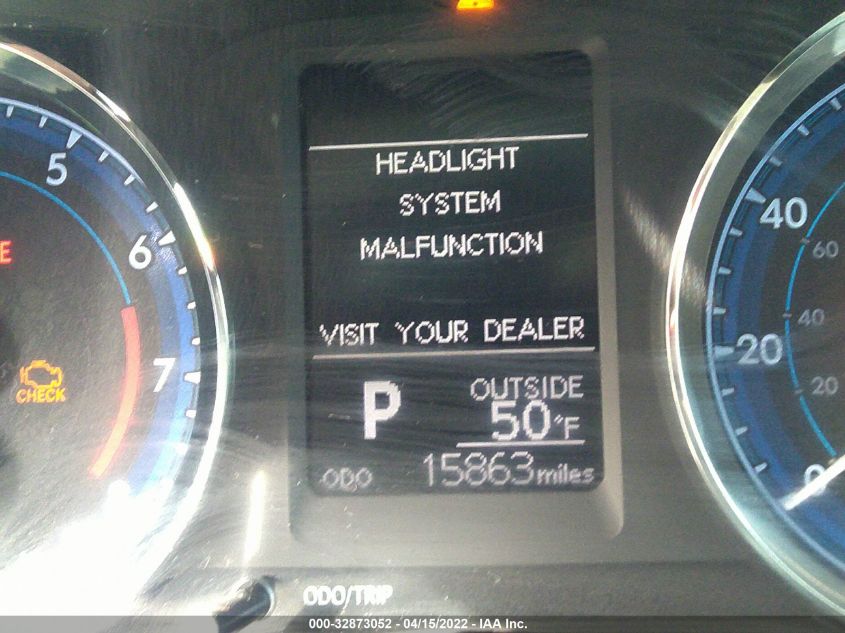 HEADLIGHT
SYSTEM
MALFUNCTION
VISIT YOUR DEALER
P
OUTSIDE
50°F
ODO 15863 miles
ODO/TRIP
5
6
7
E
CHECK
40
20
0
60
40
20
000-32873052 - 04/15/2022 - IAA Inc.